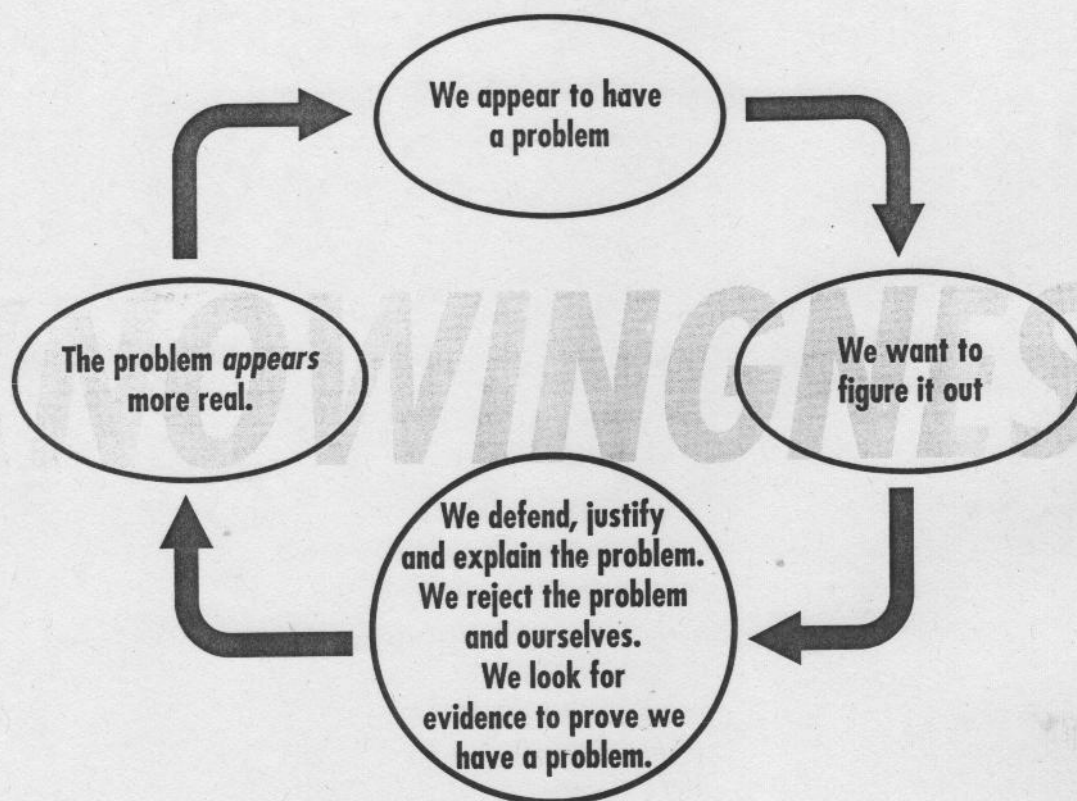 We appear to have
a problem
We want to
figure it out
We defend, justify
and explain the problem.
We reject the problem
and ourselves.
We look for
evidence to prove we
have a problem.
The problem appears
more real.
NOWINGNES